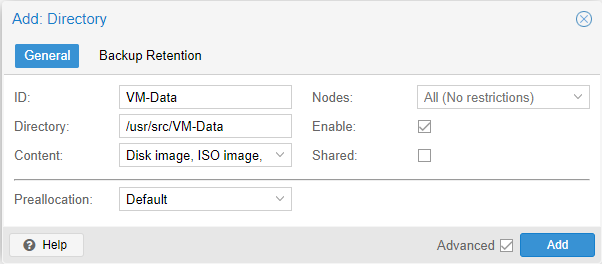 Add: Directory
General Backup Retention
ID: VM-Data Nodes: All (No restrictions)
Directory: /usr/src/VM-Data Enable:
Content: Disk image, ISO image, Shared:
Preallocation: Default
? Help Advanced Add